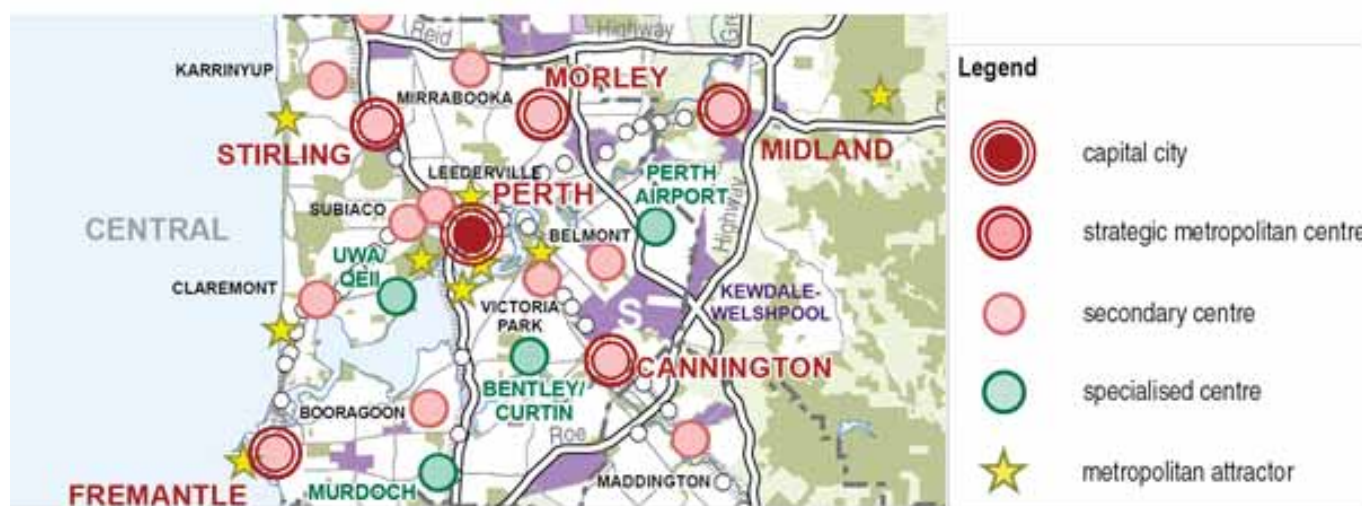 Reid
Highway
KARRINYUP
MIRRABOOKA
MORLEY
STIRLING
MIDLAND
LEEDERVILLE
PERTH
PERTH
AIRPORT
SUBIACO
CENTRAL
BELMONT
Highway
UWA/
QEII
CLAREMONT
VICTORIA
PARK
S
KEWDALE-
WELSHPOOL
CANNINGTON
BENTLEY/
CURTIN
BOORAGOON
Roe
MADDINGTON
FREMANTLE
MURDOCH
Legend
capital city
strategic metropolitan centre
secondary centre
specialised centre
metropolitan attractor